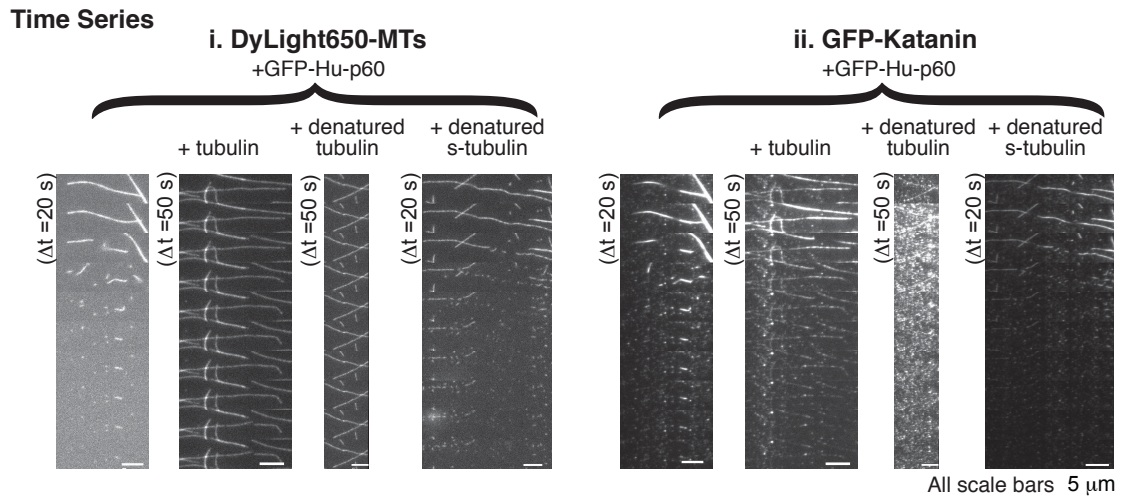 Time Series
i. DyLight650-MTs
+GFP-Hu-p60
+ tubulin
+ denatured
tubulin
+ denatured
s-tubulin
(Δt =20 s)
(Δt =50 s)
(Δt =50 s)
(Δt =20 s)
ii. GFP-Katanin
+GFP-Hu-p60
+ tubulin
+ denatured
tubulin
+ denatured
s-tubulin
(Δt =20 s)
(Δt =50 s)
(Δt =50 s)
(Δt =20 s)
All scale bars 5 μm